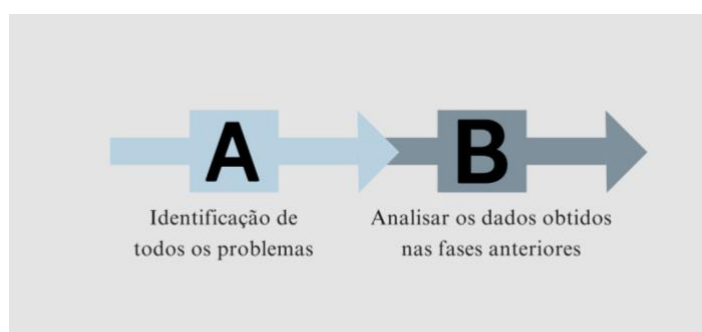 A
B
Identificação de
todos os problemas
Analisar os dados obtidos
nas fases anteriores